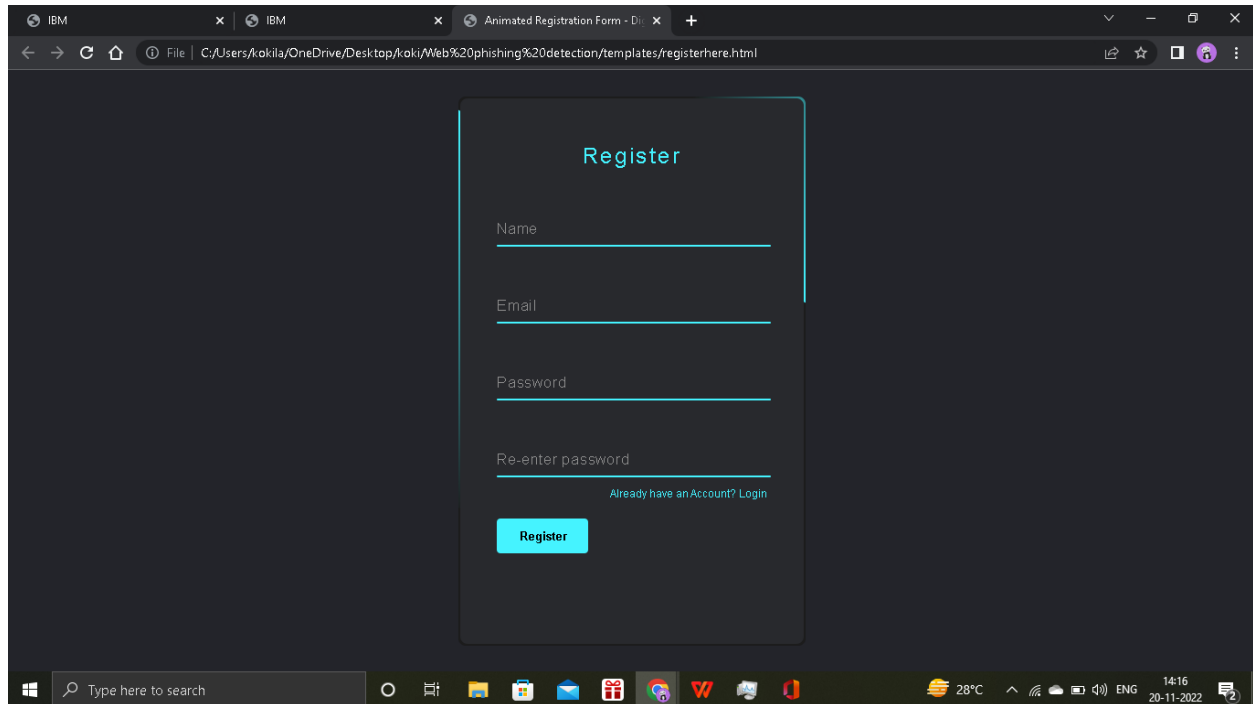 IBM
IBM
Animated Registration Form - Di
File
C:/Users/kokila/OneDrive/Desktop/koki/Web%20phishing%20detection/templates/registerhere.html
Register
Name
Email
Password
Re-enter password
Already have an Account? Login
Register
Type here to search
28°C
ENG
14:16
20-11-2022
2